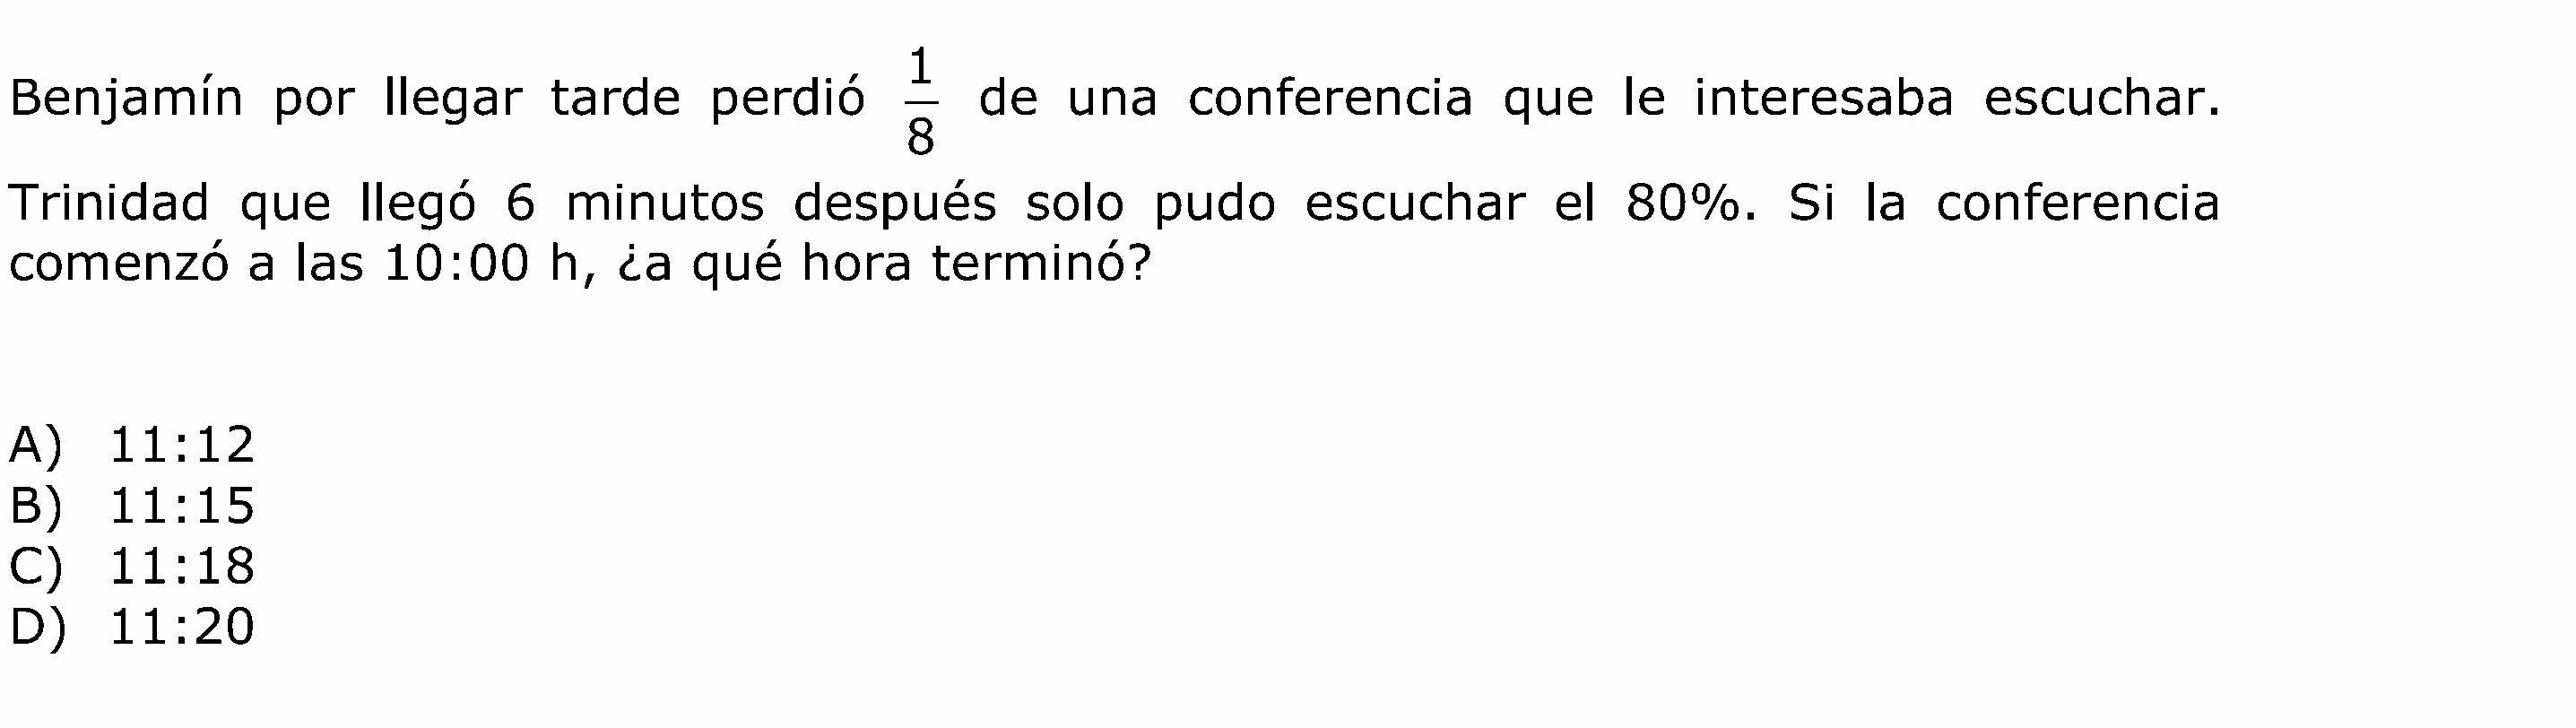 Benjamín por llegar tarde perdió 1/8 de una conferencia que le interesaba escuchar.
Trinidad que llegó 6 minutos después solo pudo escuchar el 80%. Si la conferencia
comenzó a las 10:00 h, ¿a qué hora terminó?
A) 11:12
B) 11:15
C) 11:18
D) 11:20